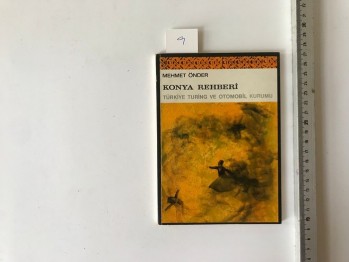 9
MEHMET ÖNDER
KONYA REHBERİ
TÜRKİYE TURİNG VE OTOMOBİL KURUMU